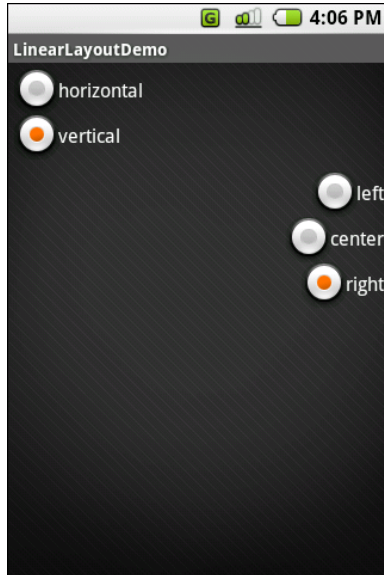 G 4:06 PM
LinearLayoutDemo
horizontal
vertical
left
center
right